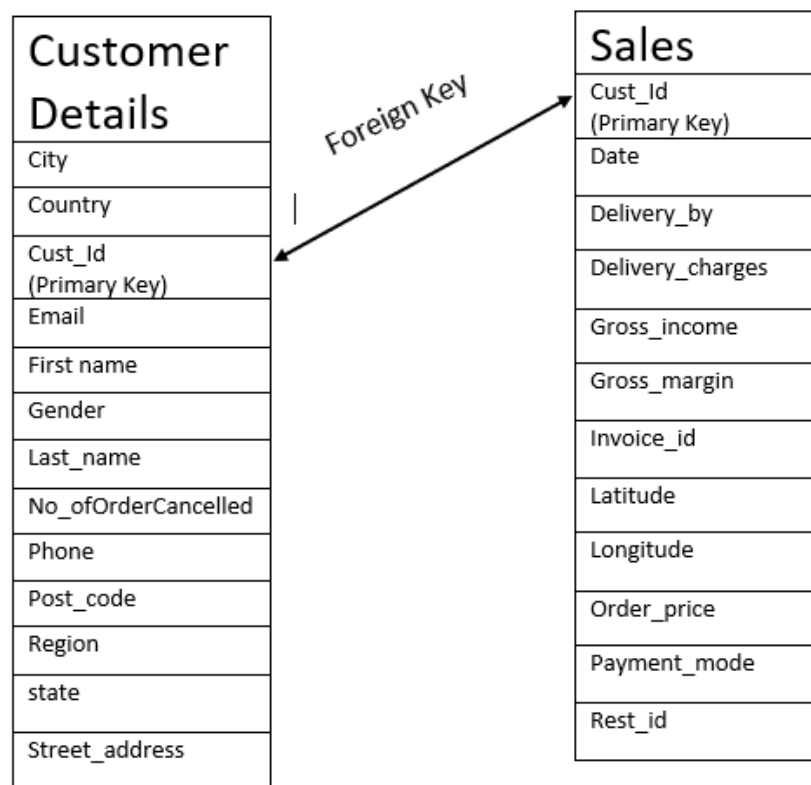 Customer
Details
City
Country
Cust_Id
(Primary Key)
Email
First name
Gender
Last_name
No_ofOrderCancelled
Phone
Post_code
Region
state
Street_address
Foreign Key
Sales
Cust_Id
(Primary Key)
Date
Delivery_by
Delivery_charges
Gross_income
Gross_margin
Invoice_id
Latitude
Longitude
Order_price
Payment_mode
Rest_id